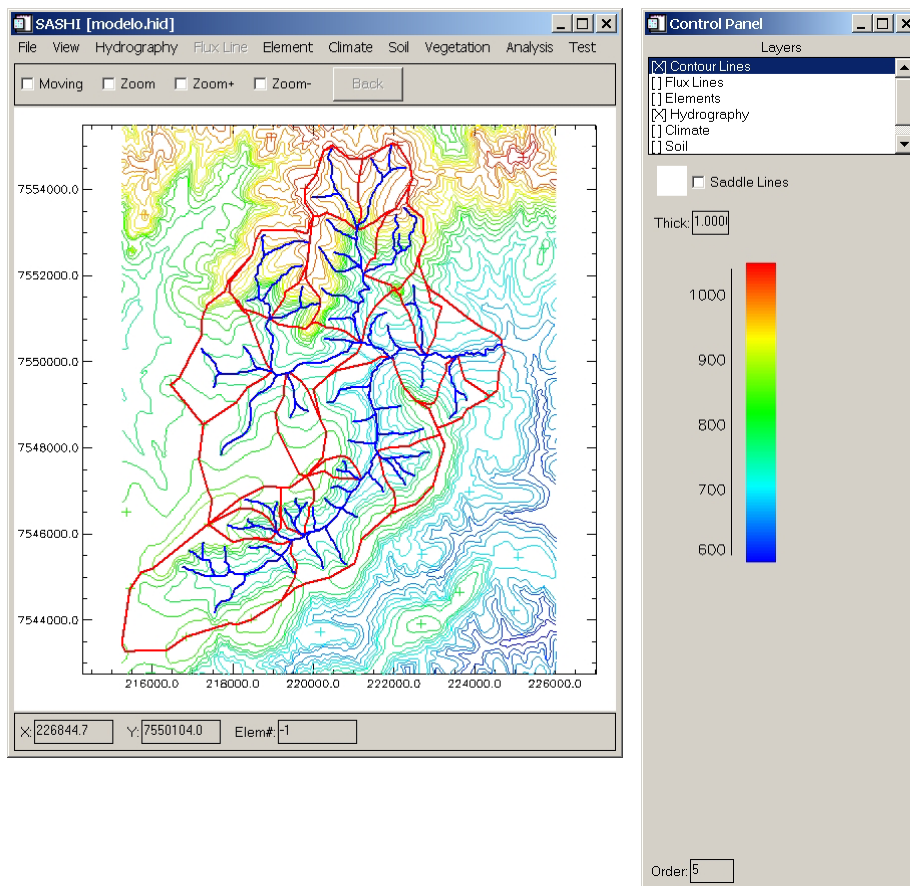 SASHI [modelo.hid]
File View Hydrography Flux Line Element Climate Soil Vegetation Analysis Test
Moving Zoom Zoom+ Zoom- Back
7554000.0
7552000.0
7550000.0
7548000.0
7546000.0
7544000.0
216000.0 218000.0 220000.0 222000.0 224000.0 226000.0
X: 226844.7 Y: 7550104.0 Elem#: -1
Control Panel
Layers
[X] Contour Lines
[ ] Flux Lines
[ ] Elements
[X] Hydrography
[ ] Climate
[ ] Soil
Saddle Lines
Thick: 1.000
1000
900
800
700
600
Order: 5